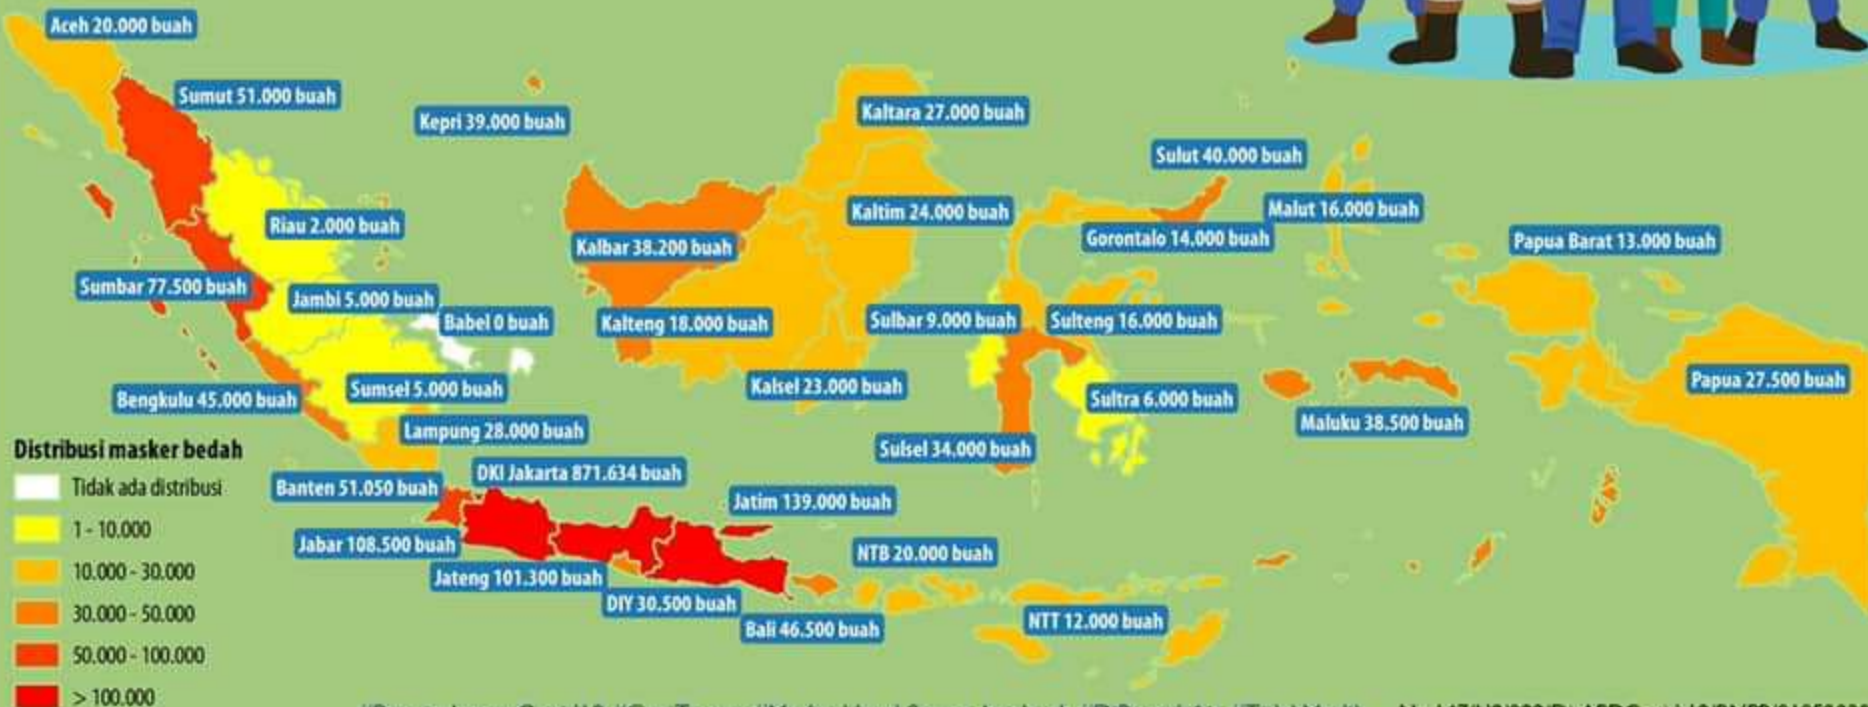 Aceh 20.000 buah
Sumut 51.000 buah
Kepri 39.000 buah
Kaltara 27.000 buah
Sulut 40.000 buah
Riau 2.000 buah
Kalbar 38.200 buah
Kaltim 24.000 buah
Gorontalo 14.000 buah
Malut 16.000 buah
Papua Barat 13.000 buah
Sumbar 77.500 buah
Jambi 5.000 buah
Babel 0 buah
Kalteng 18.000 buah
Sulbar 9.000 buah
Sulteng 16.000 buah
Bengkulu 45.000 buah
Sumsel 5.000 buah
Kalsel 23.000 buah
Sultra 6.000 buah
Maluku 38.500 buah
Papua 27.500 buah
Lampung 28.000 buah
Sulsel 34.000 buah
Banten 51.050 buah
DKI Jakarta 871.634 buah
Jatim 139.000 buah
Jabar 108.500 buah
Jateng 101.300 buah
DIY 30.500 buah
Bali 46.500 buah
NTB 20.000 buah
NTT 12.000 buah
Distribusi masker bedah
Tidak ada distribusi
1 - 10.000
10.000 - 30.000
30.000 - 50.000
50.000 - 100.000
> 100.000